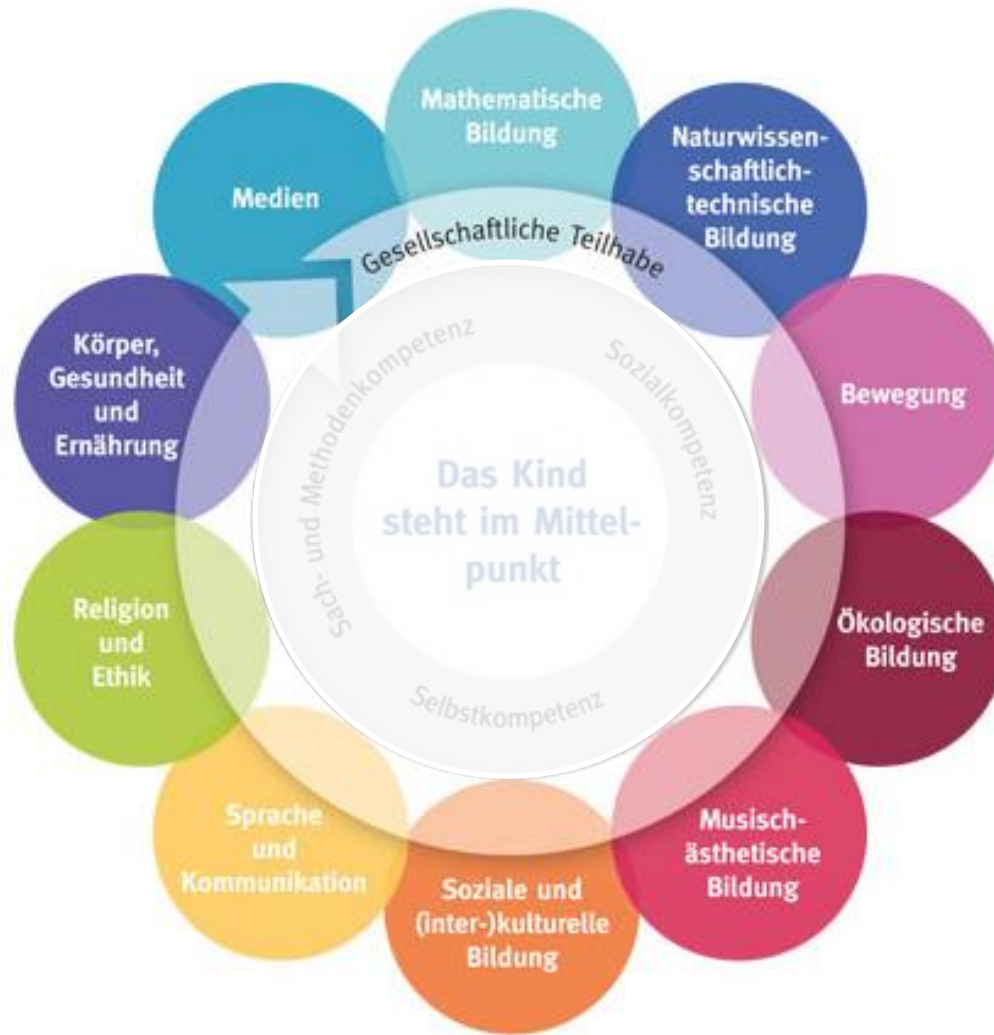 Mathematische
Bildung
Naturwissen-
schaftlich-
technische
Bildung
Bewegung
Ökologische
Bildung
Musisch-
ästhetische
Bildung
Soziale und
(inter-)kulturelle
Bildung
Sprache
und
Kommunikation
Religion
und
Ethik
Körper,
Gesundheit
und
Ernährung
Medien
Gesellschaftliche Teilhabe
Sach- und Methodenkompetenz
Sozialkompetenz
Selbstkompetenz
Das Kind
steht im Mittel-
punkt